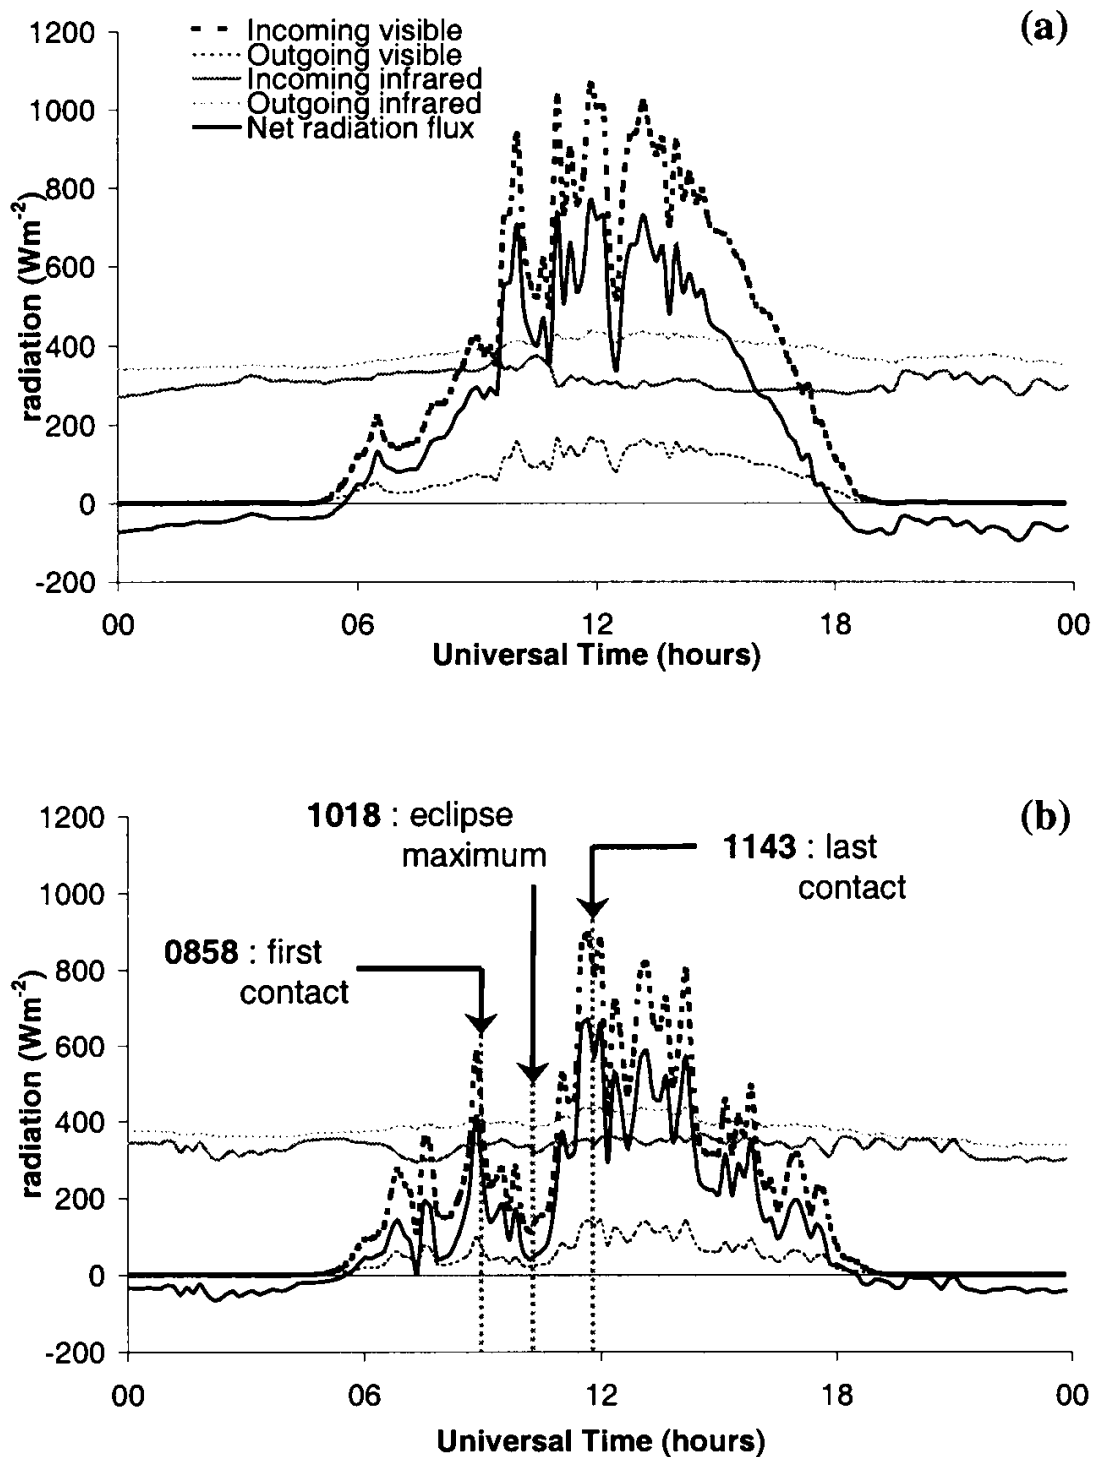 (a)
1200
1000
800
600
400
200
0
-200
radiation (Wm-2)
Incoming visible
Outgoing visible
Incoming infrared
Outgoing infrared
Net radiation flux
00 06 12 18 00
Universal Time (hours)
(b)
1200
1000
800
600
400
200
0
-200
radiation (Wm-2)
1018 : eclipse
maximum
1143 : last
contact
0858 : first
contact
00 06 12 18 00
Universal Time (hours)